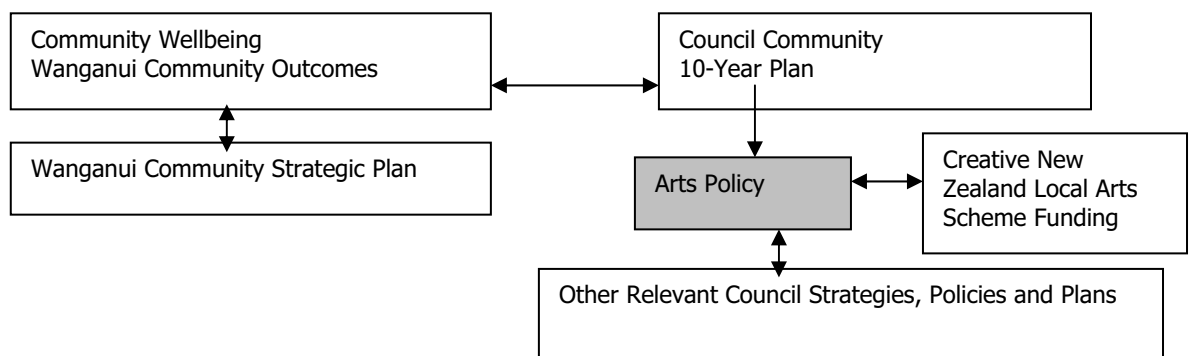 Community Wellbeing
Wanganui Community Outcomes
Council Community
10-Year Plan
Wanganui Community Strategic Plan
Arts Policy
Creative New
Zealand Local Arts
Scheme Funding
Other Relevant Council Strategies, Policies and Plans